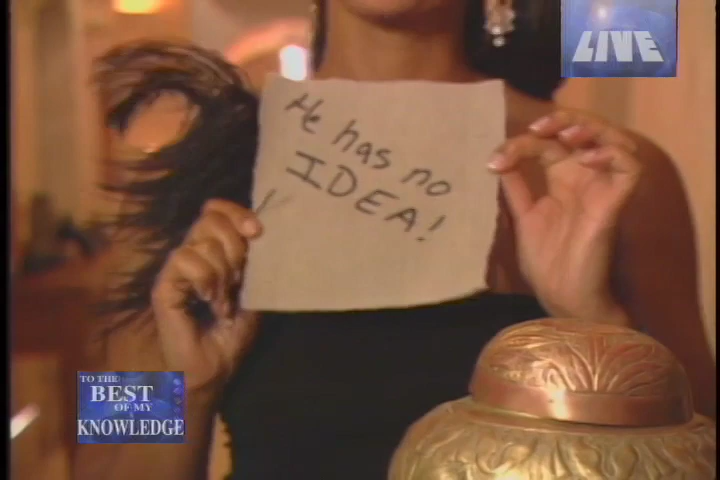 LIVE
He has no
IDEA!
TO THE
BEST
OF MY
KNOWLEDGE